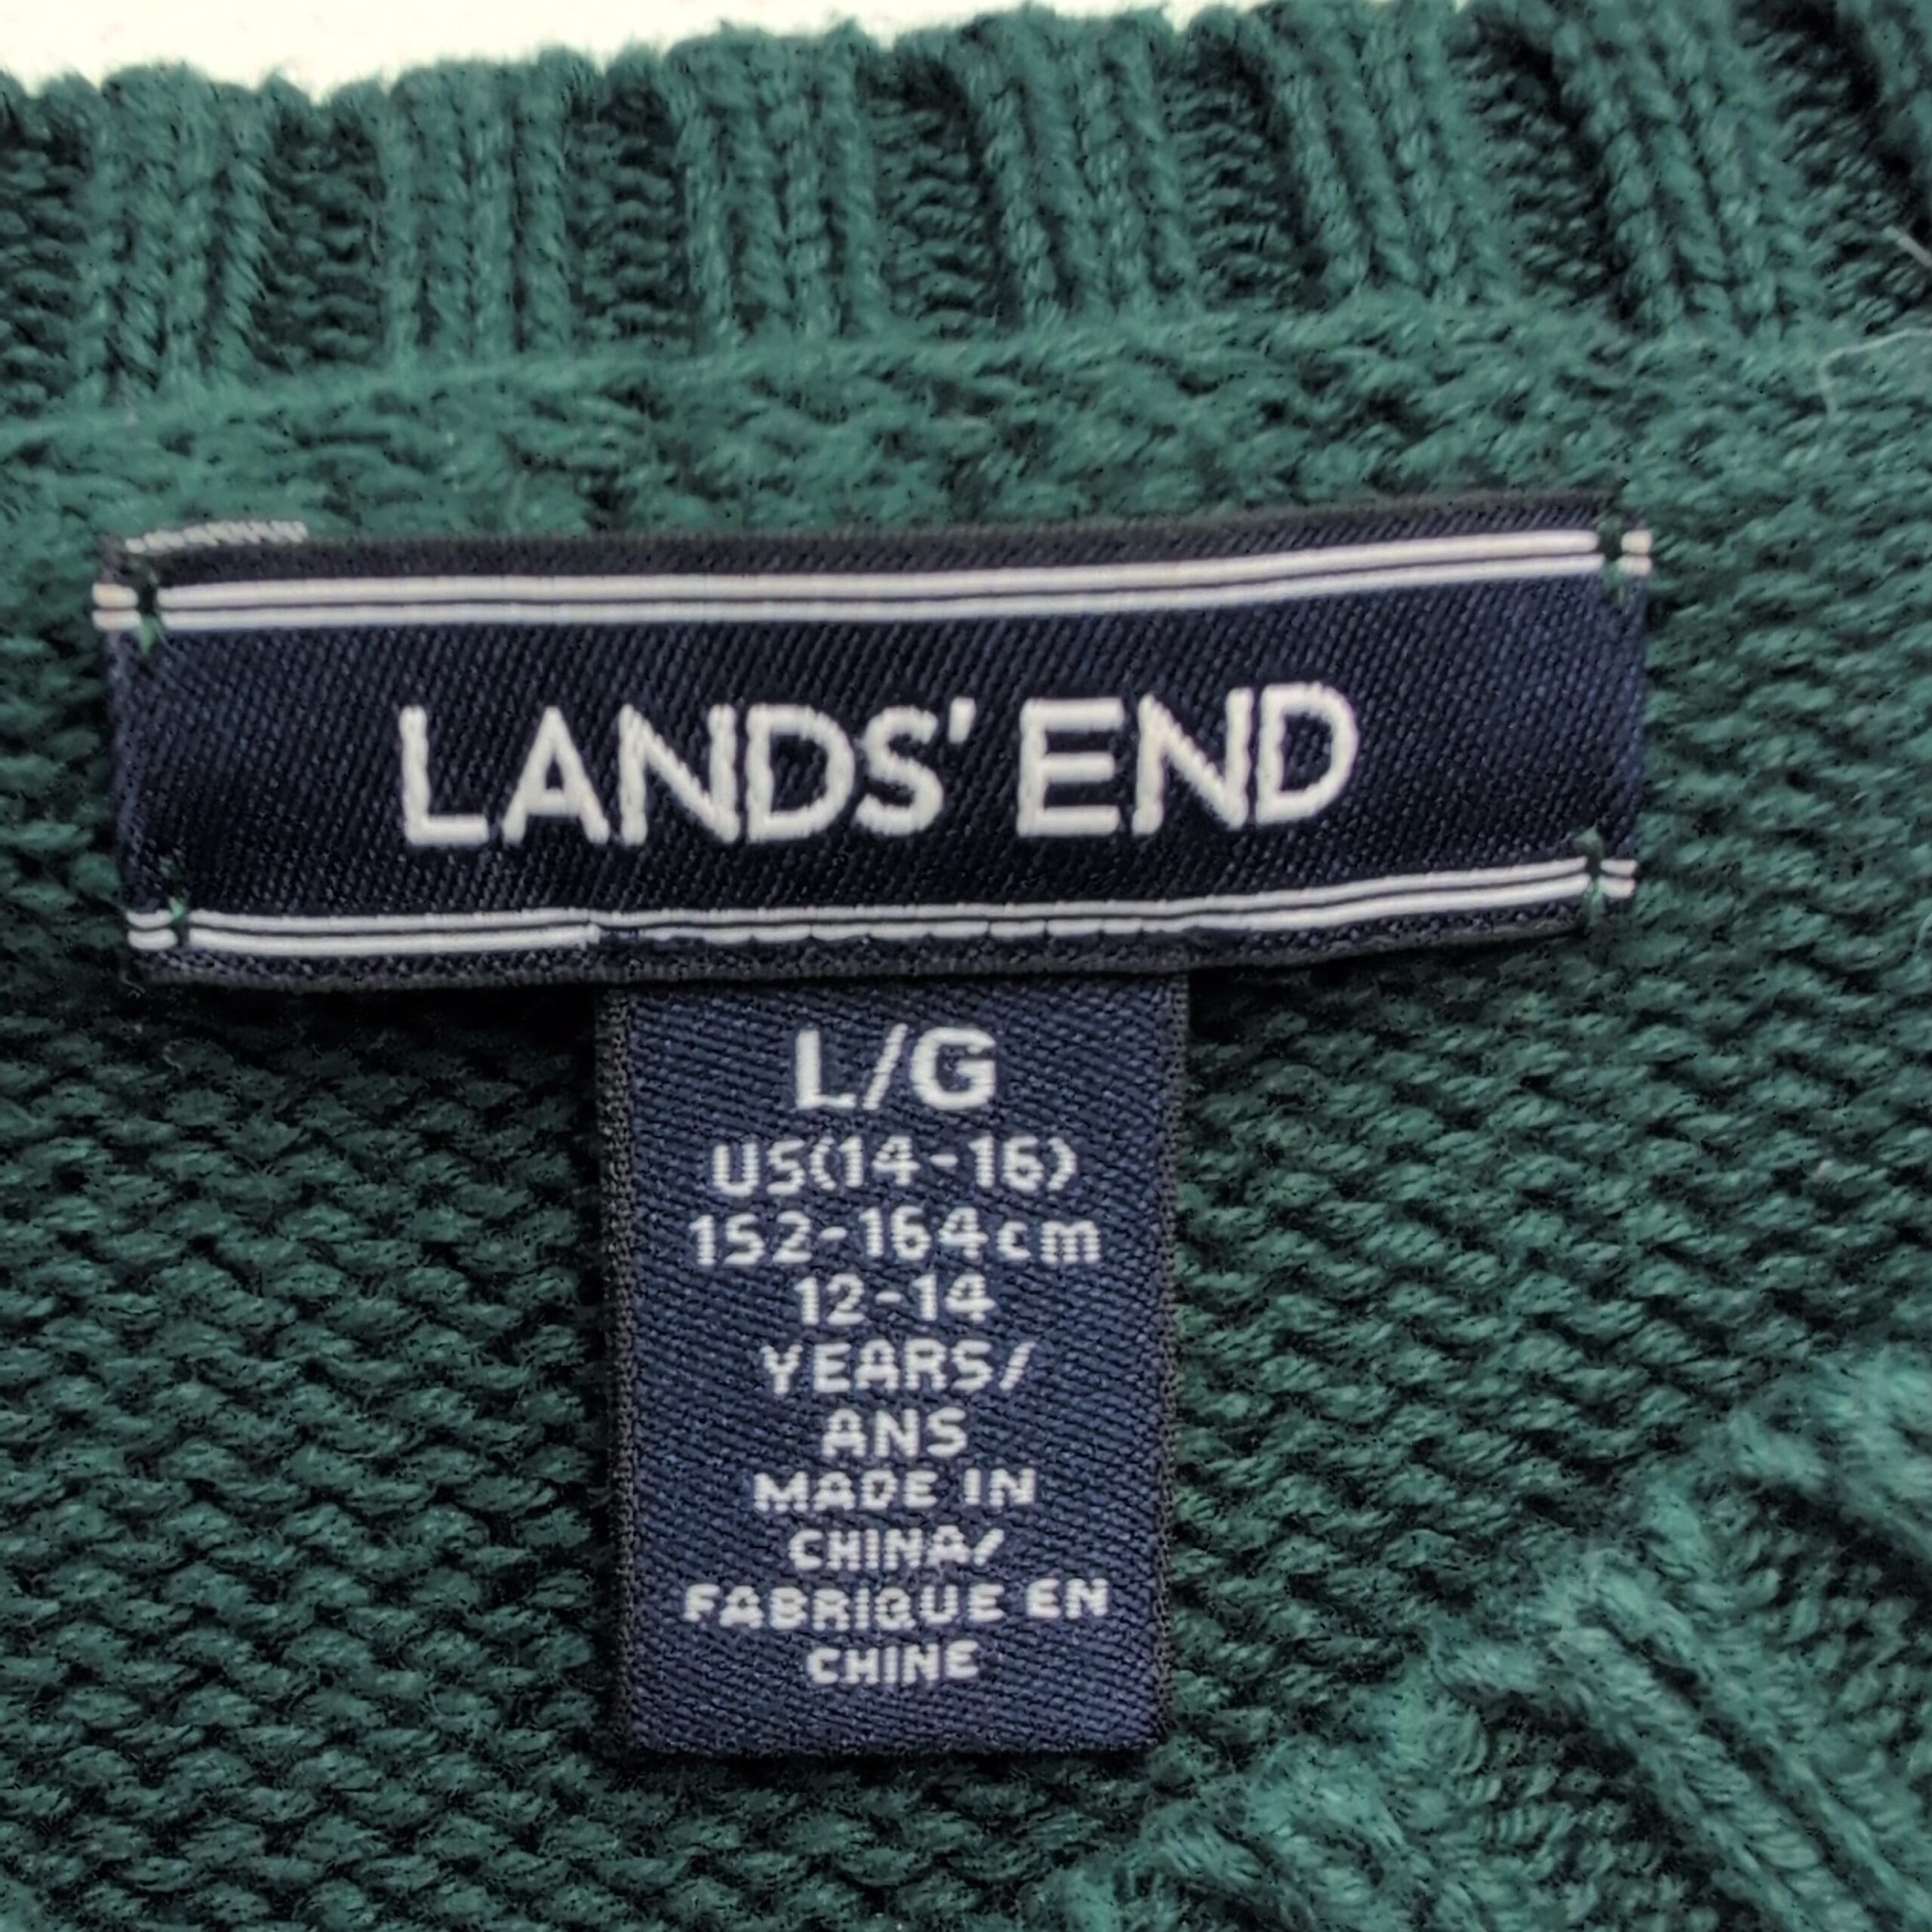 LANDS' END
L/G
US(14-16)
152-164cm
12-14
YEARS/
ANS
MADE IN
CHINA/
FABRIQUE EN
CHINE